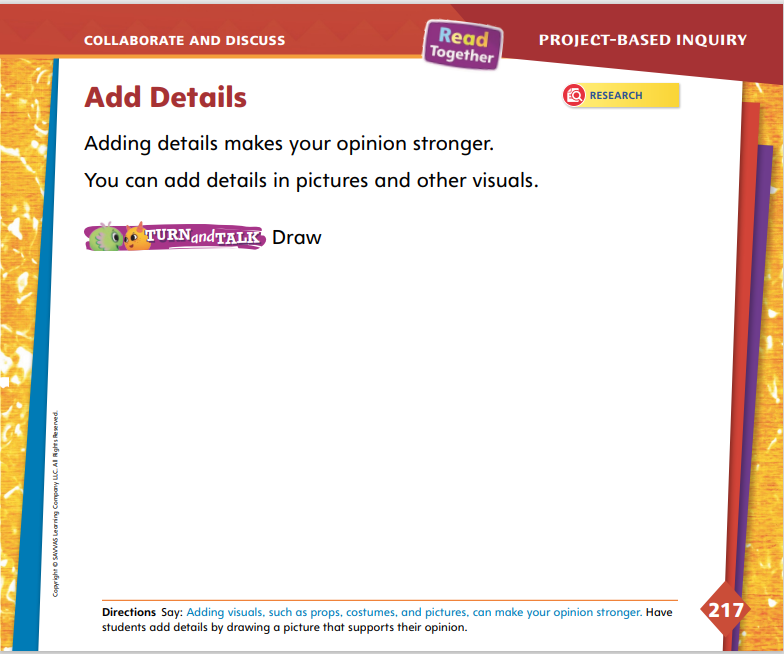 COLLABORATE AND DISCUSS
Read
Together
PROJECT-BASED INQUIRY
Add Details
RESEARCH
Adding details makes your opinion stronger.
You can add details in pictures and other visuals.
TURN and TALK Draw
Copyright © SAVVAS Learning Company LLC. All Rights Reserved.
Directions Say: Adding visuals, such as props, costumes, and pictures, can make your opinion stronger. Have
students add details by drawing a picture that supports their opinion.
217